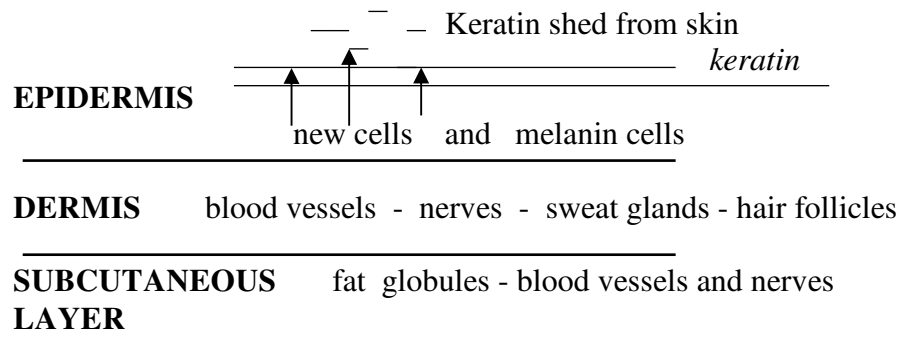 Keratin shed from skin
keratin
EPIDERMIS
new cells and melanin cells
DERMIS blood vessels - nerves - sweat glands - hair follicles
SUBCUTANEOUS fat globules - blood vessels and nerves
LAYER